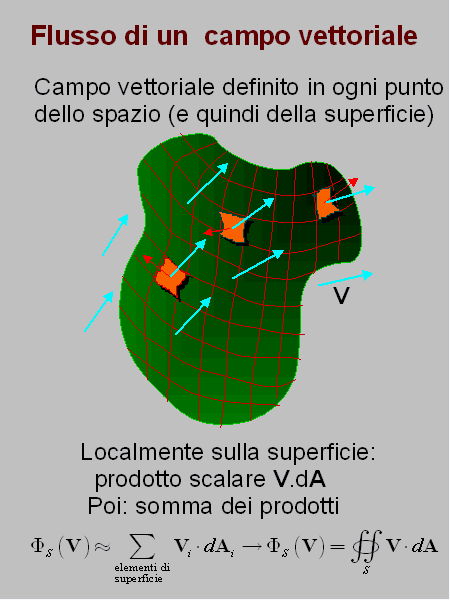 Flusso di un campo vettoriale
Campo vettoriale definito in ogni punto
dello spazio (e quindi della superficie)
V
Localmente sulla superficie:
prodotto scalare V.dA
Poi: somma dei prodotti
Φ_S (V) ≈ ∑ V_i · dA_i → Φ_S (V) = ∯_S V · dA
elementi di
superficie